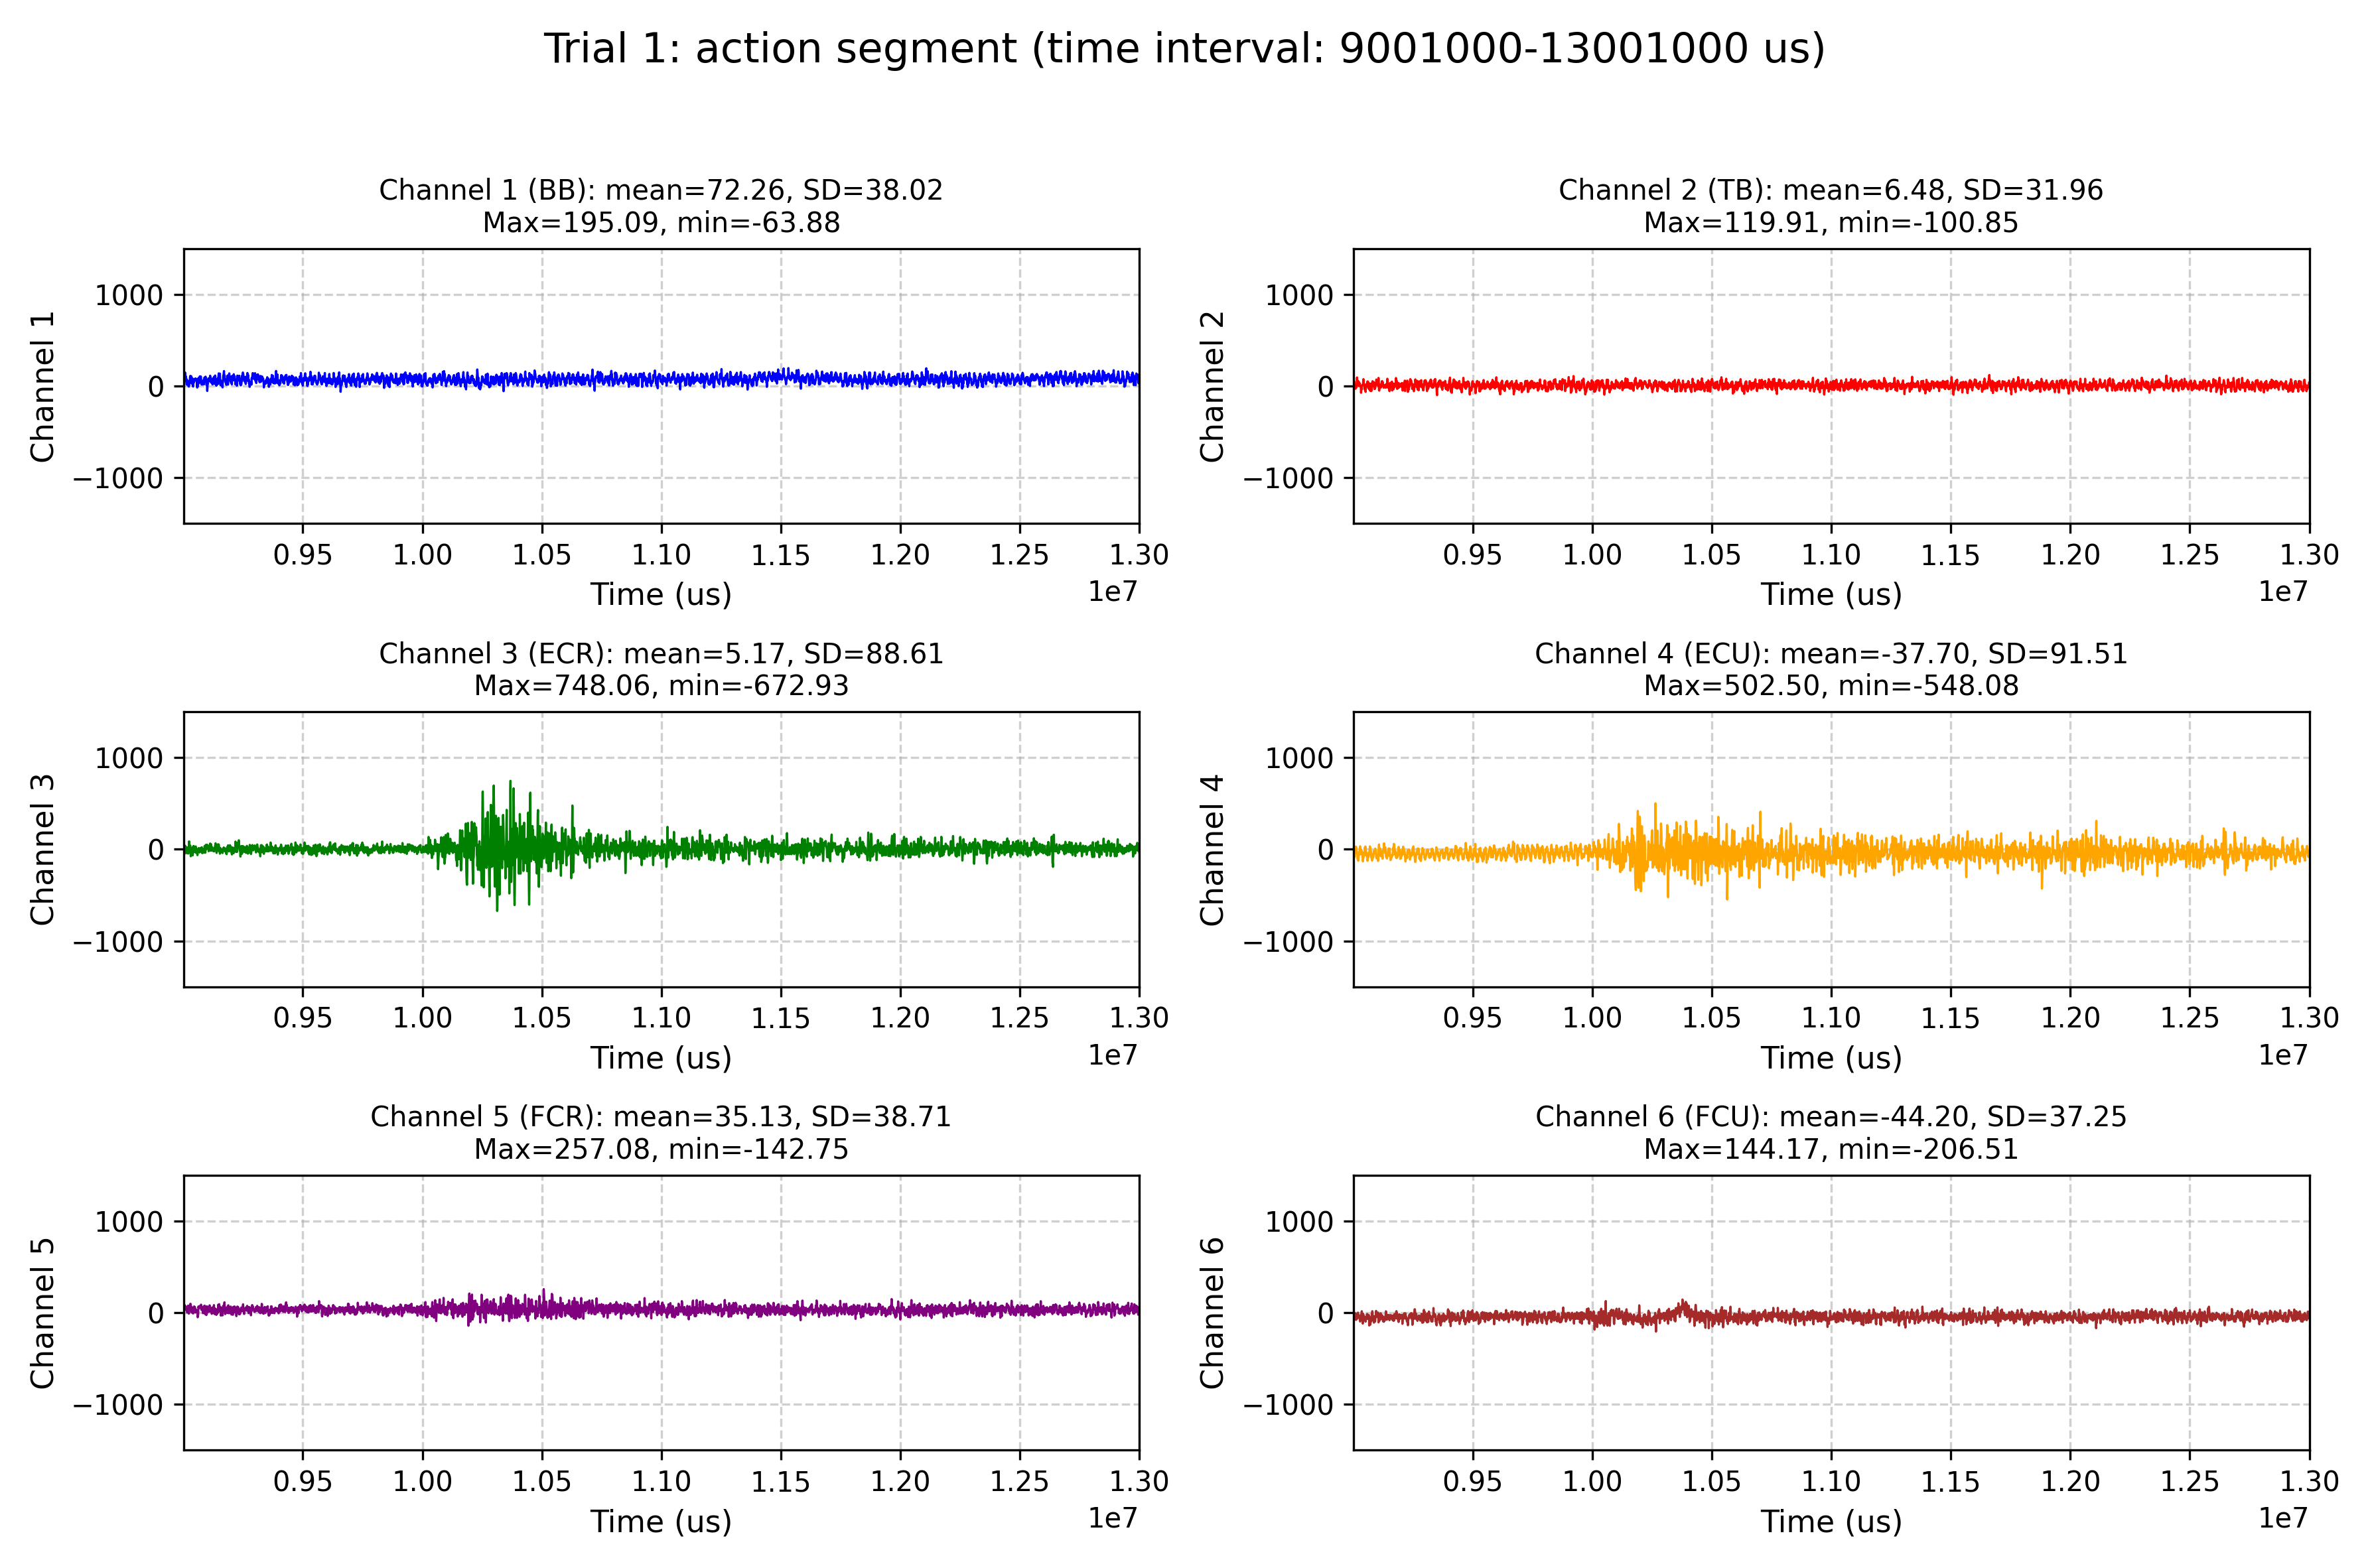 Trial 1: action segment (time interval: 9001000-13001000 us)
Channel 1 (BB): mean=72.26, SD=38.02
Max=195.09, min=-63.88
Channel 1
1000
0
−1000
0.95 1.00 1.05 1.10 1.15 1.20 1.25 1.30
Time (us)
1e7
Channel 2 (TB): mean=6.48, SD=31.96
Max=119.91, min=-100.85
Channel 2
1000
0
−1000
0.95 1.00 1.05 1.10 1.15 1.20 1.25 1.30
Time (us)
1e7
Channel 3 (ECR): mean=5.17, SD=88.61
Max=748.06, min=-672.93
Channel 3
1000
0
−1000
0.95 1.00 1.05 1.10 1.15 1.20 1.25 1.30
Time (us)
1e7
Channel 4 (ECU): mean=-37.70, SD=91.51
Max=502.50, min=-548.08
Channel 4
1000
0
−1000
0.95 1.00 1.05 1.10 1.15 1.20 1.25 1.30
Time (us)
1e7
Channel 5 (FCR): mean=35.13, SD=38.71
Max=257.08, min=-142.75
Channel 5
1000
0
−1000
0.95 1.00 1.05 1.10 1.15 1.20 1.25 1.30
Time (us)
1e7
Channel 6 (FCU): mean=-44.20, SD=37.25
Max=144.17, min=-206.51
Channel 6
1000
0
−1000
0.95 1.00 1.05 1.10 1.15 1.20 1.25 1.30
Time (us)
1e7